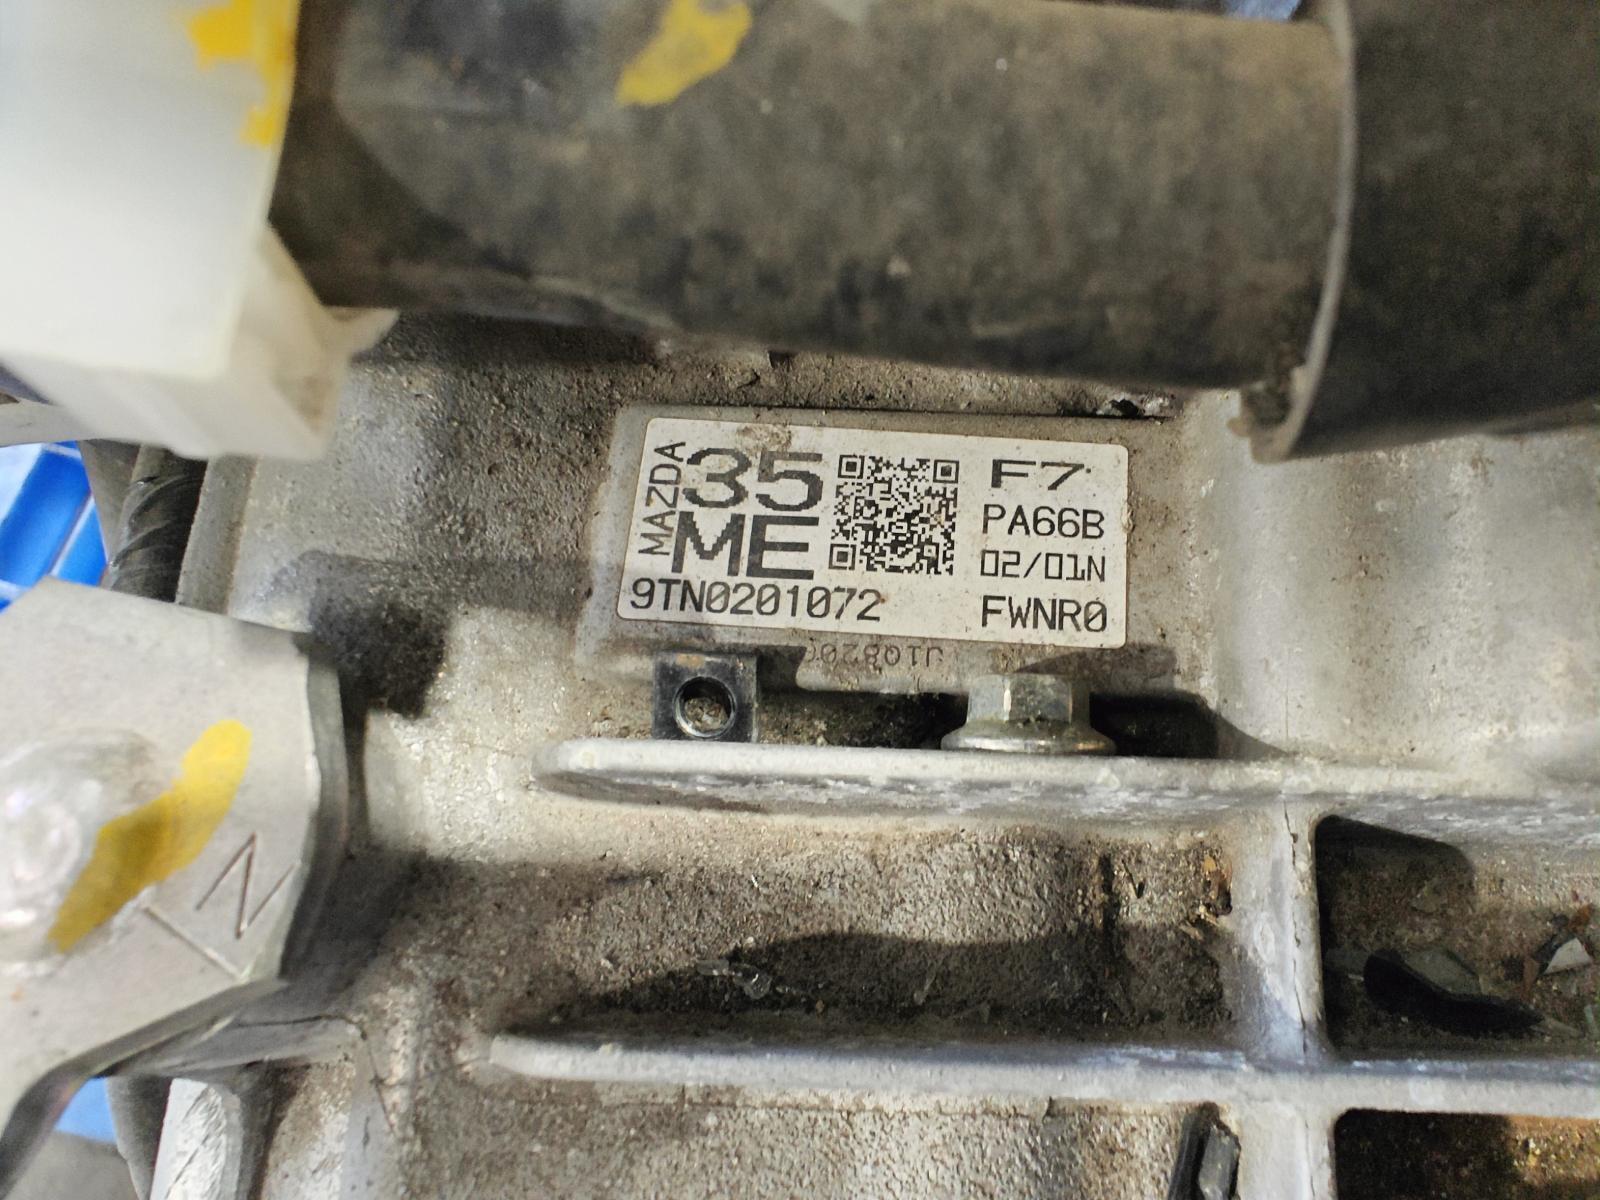 MAZDA
35
ME
9TN0201072
F7
PA66B
02/01N
FWNR0
N